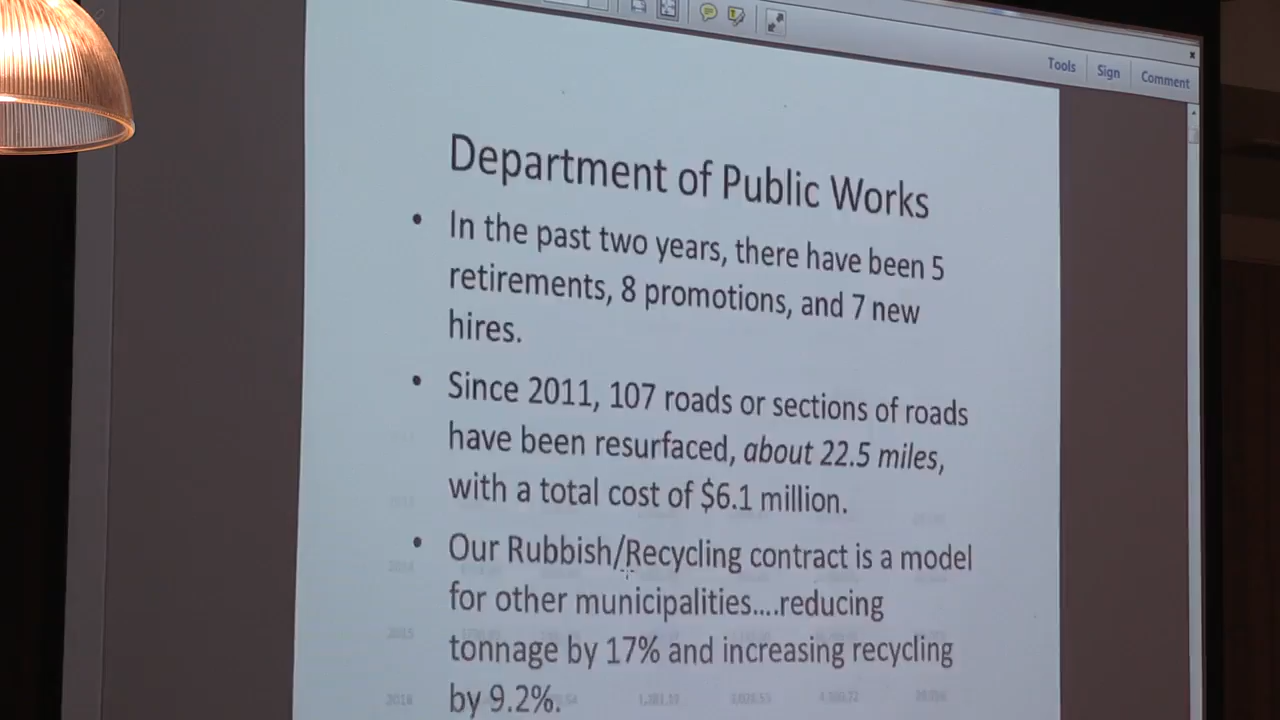 Tools Sign Comment
Department of Public Works
• In the past two years, there have been 5
retirements, 8 promotions, and 7 new
hires.
• Since 2011, 107 roads or sections of roads
have been resurfaced, about 22.5 miles,
with a total cost of $6.1 million.
• Our Rubbish/Recycling contract is a model
for other municipalities....reducing
tonnage by 17% and increasing recycling
by 9.2%.